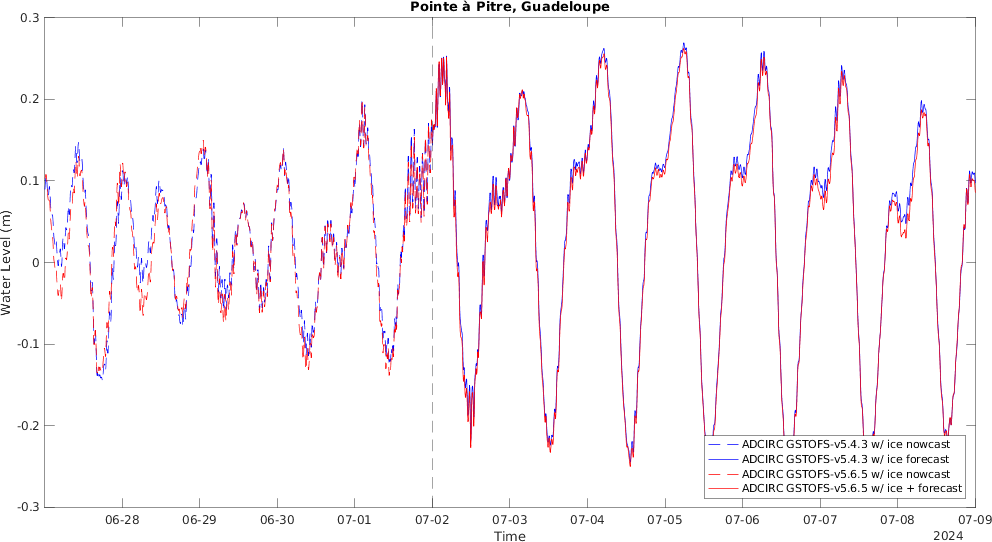 Pointe à Pitre, Guadeloupe
0.3
0.2
0.1
0
-0.1
-0.2
-0.3
Water Level (m)
ADCIRC GSTOFS-v5.4.3 w/ ice nowcast
ADCIRC GSTOFS-v5.4.3 w/ ice forecast
ADCIRC GSTOFS-v5.6.5 w/ ice nowcast
ADCIRC GSTOFS-v5.6.5 w/ ice + forecast
06-28 06-29 06-30 07-01 07-02 07-03 07-04 07-05 07-06 07-07 07-08 07-09
Time 2024